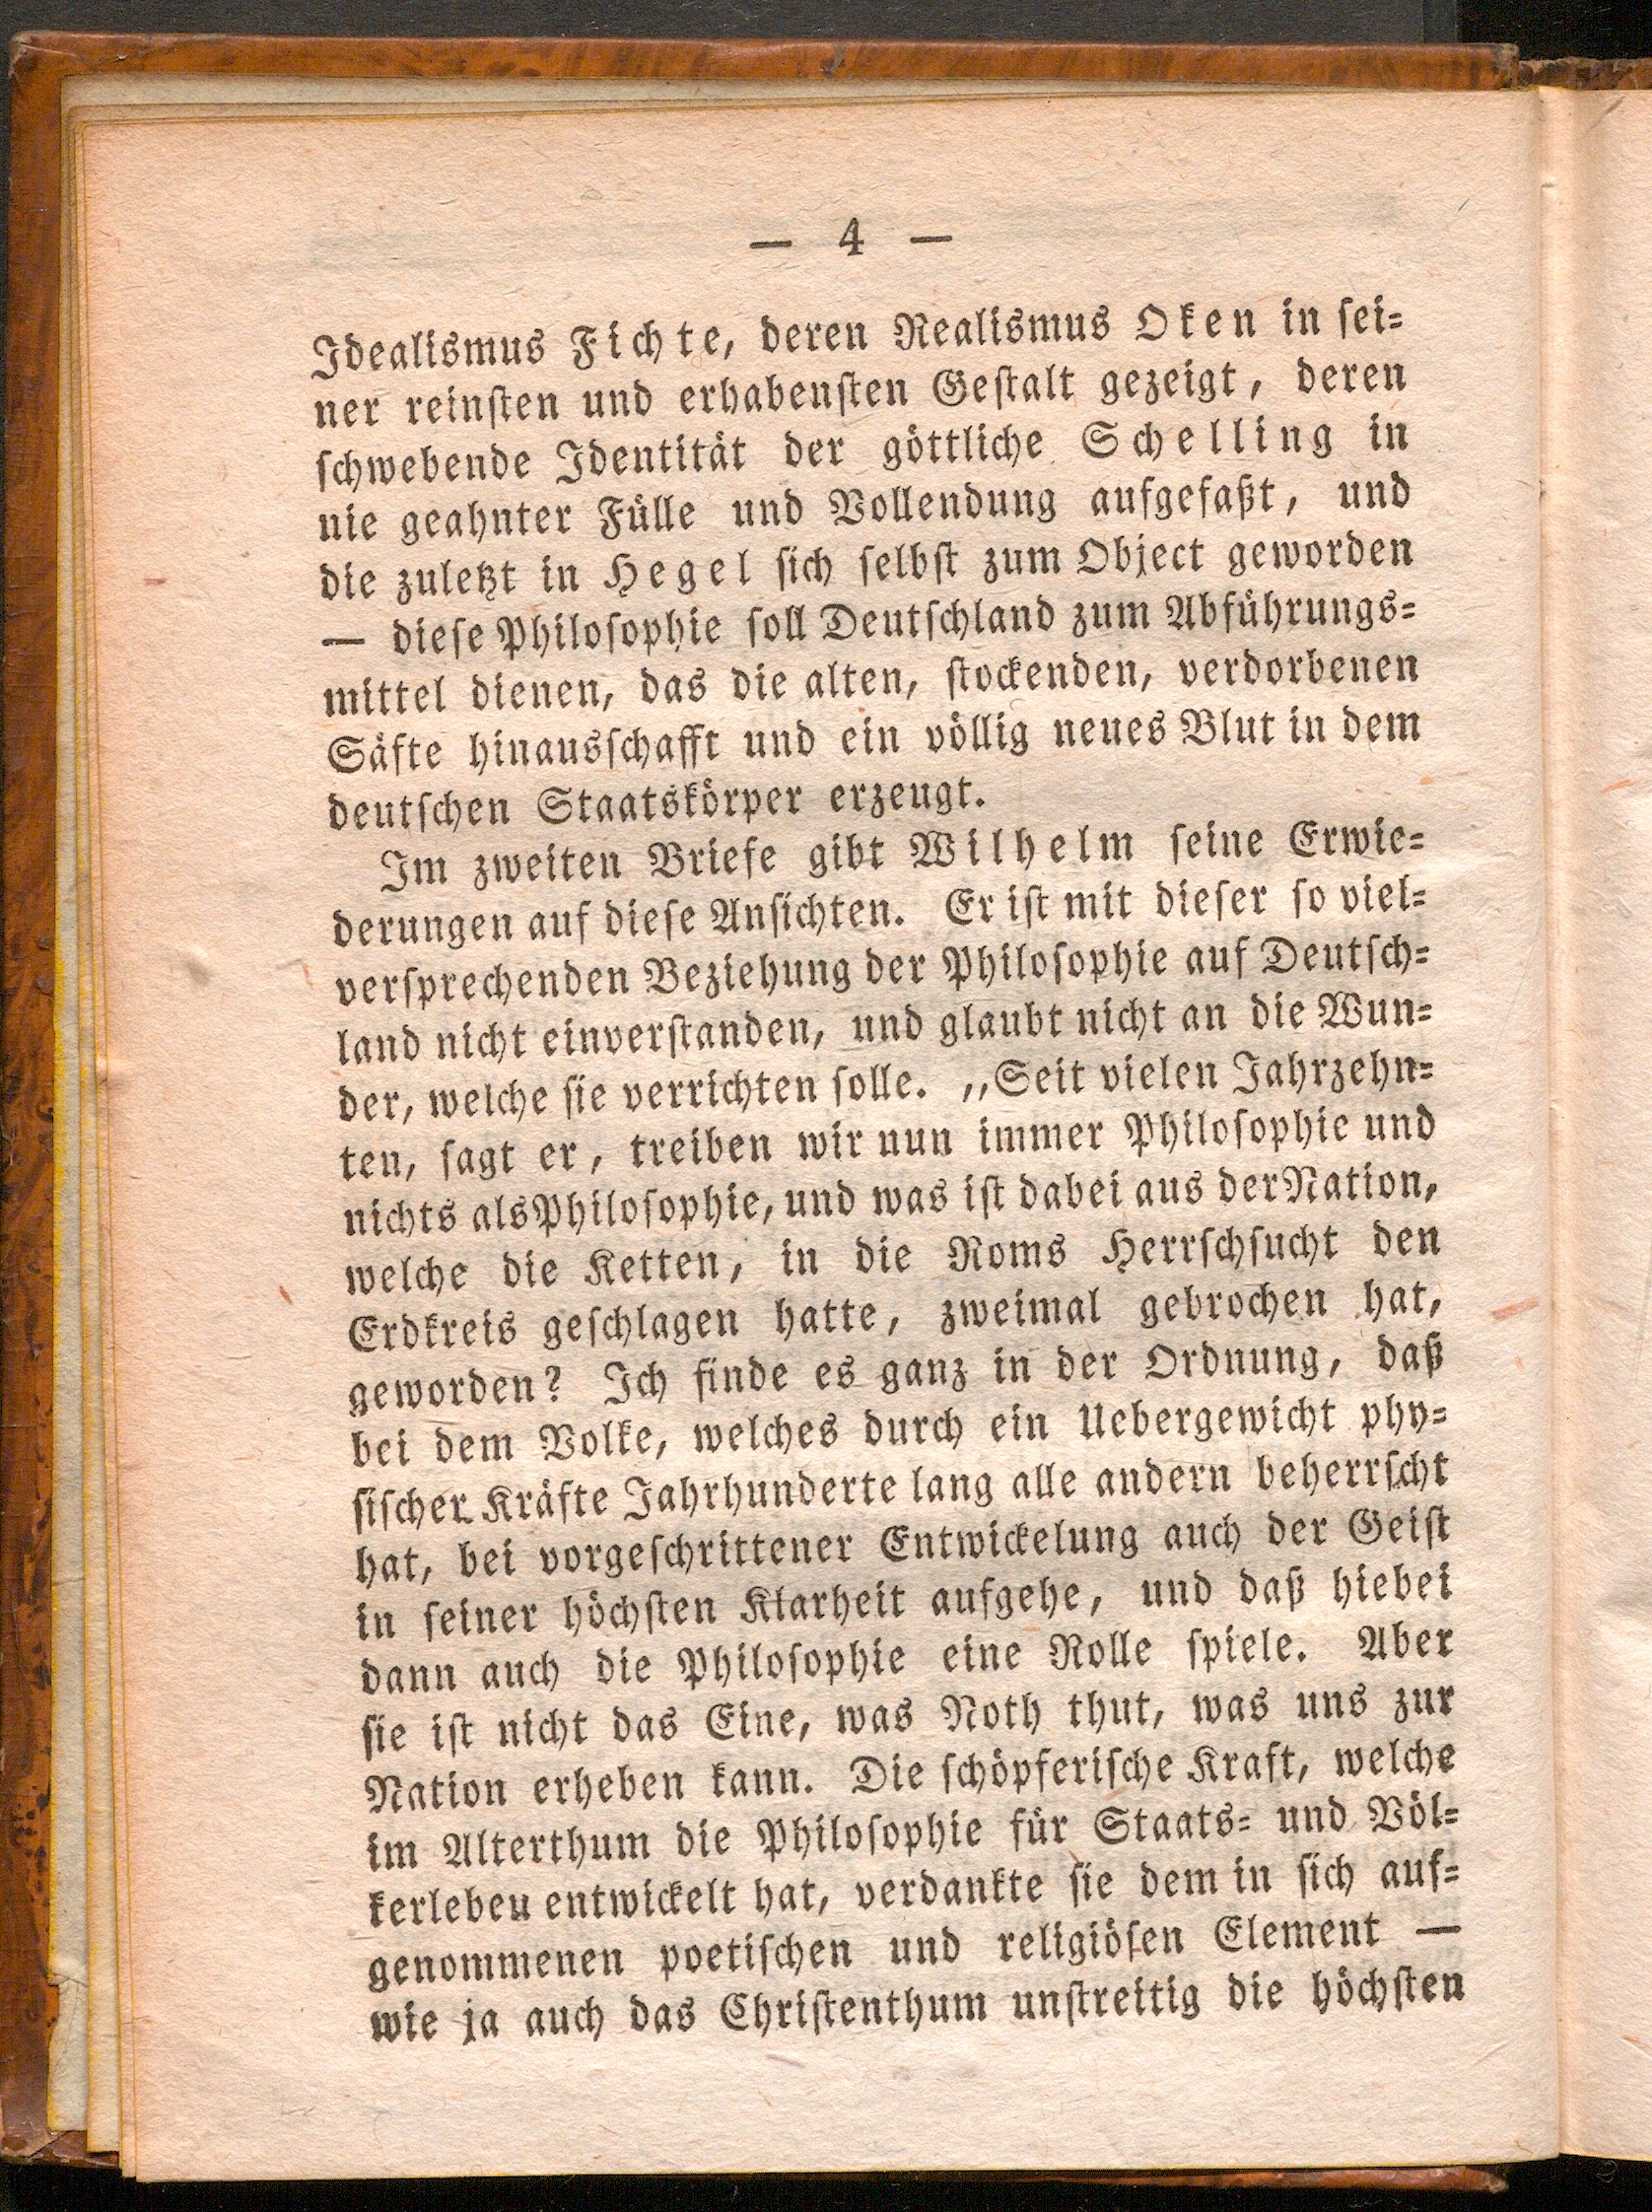 — 4 —
Idealismus Fichte, deren Realismus Oken in ſei⸗
ner reinſten und erhabenſten Geſtalt gezeigt, deren
ſchwebende Identität der göttliche Schelling in
nie geahnter Fülle und Vollendung aufgefaßt, und
die zuletzt in Hegel ſich ſelbſt zum Object geworden
— dieſe Philoſophie ſoll Deutſchland zum Abführungs⸗
mittel dienen, das die alten, ſtockenden, verdorbenen
Säfte hinausſchafft und ein völlig neues Blut in dem
deutſchen Staatskörper erzeugt.
Im zweiten Briefe gibt Wilhelm ſeine Erwie⸗
derungen auf dieſe Anſichten. Er iſt mit dieſer ſo viel⸗
verſprechenden Beziehung der Philoſophie auf Deutſch⸗
land nicht einverſtanden, und glaubt nicht an die Wun⸗
der, welche ſie verrichten ſolle. „Seit vielen Jahrzehn⸗
ten, ſagt er, treiben wir nun immer Philoſophie und
nichts als Philoſophie, und was iſt dabei aus der Nation,
welche die Ketten, in die Roms Herrſchſucht den
Erdkreis geſchlagen hatte, zweimal gebrochen hat,
geworden? Ich finde es ganz in der Ordnung, daß
bei dem Volke, welches durch ein Uebergewicht phy⸗
ſiſcher Kräfte Jahrhunderte lang alle andern beherrſcht
hat, bei vorgeſchrittener Entwickelung auch der Geiſt
in ſeiner höchſten Klarheit aufgehe, und daß hiebei
dann auch die Philoſophie eine Rolle ſpiele. Aber
ſie iſt nicht das Eine, was Noth thut, was uns zur
Nation erheben kann. Die ſchöpferiſche Kraft, welche
im Alterthum die Philoſophie für Staats⸗ und Völ⸗
kerlebeu entwickelt hat, verdankte ſie dem in ſich auf⸗
genommenen poetiſchen und religiöſen Element —
wie ja auch das Chriſtenthum unſtreitig die höchſten